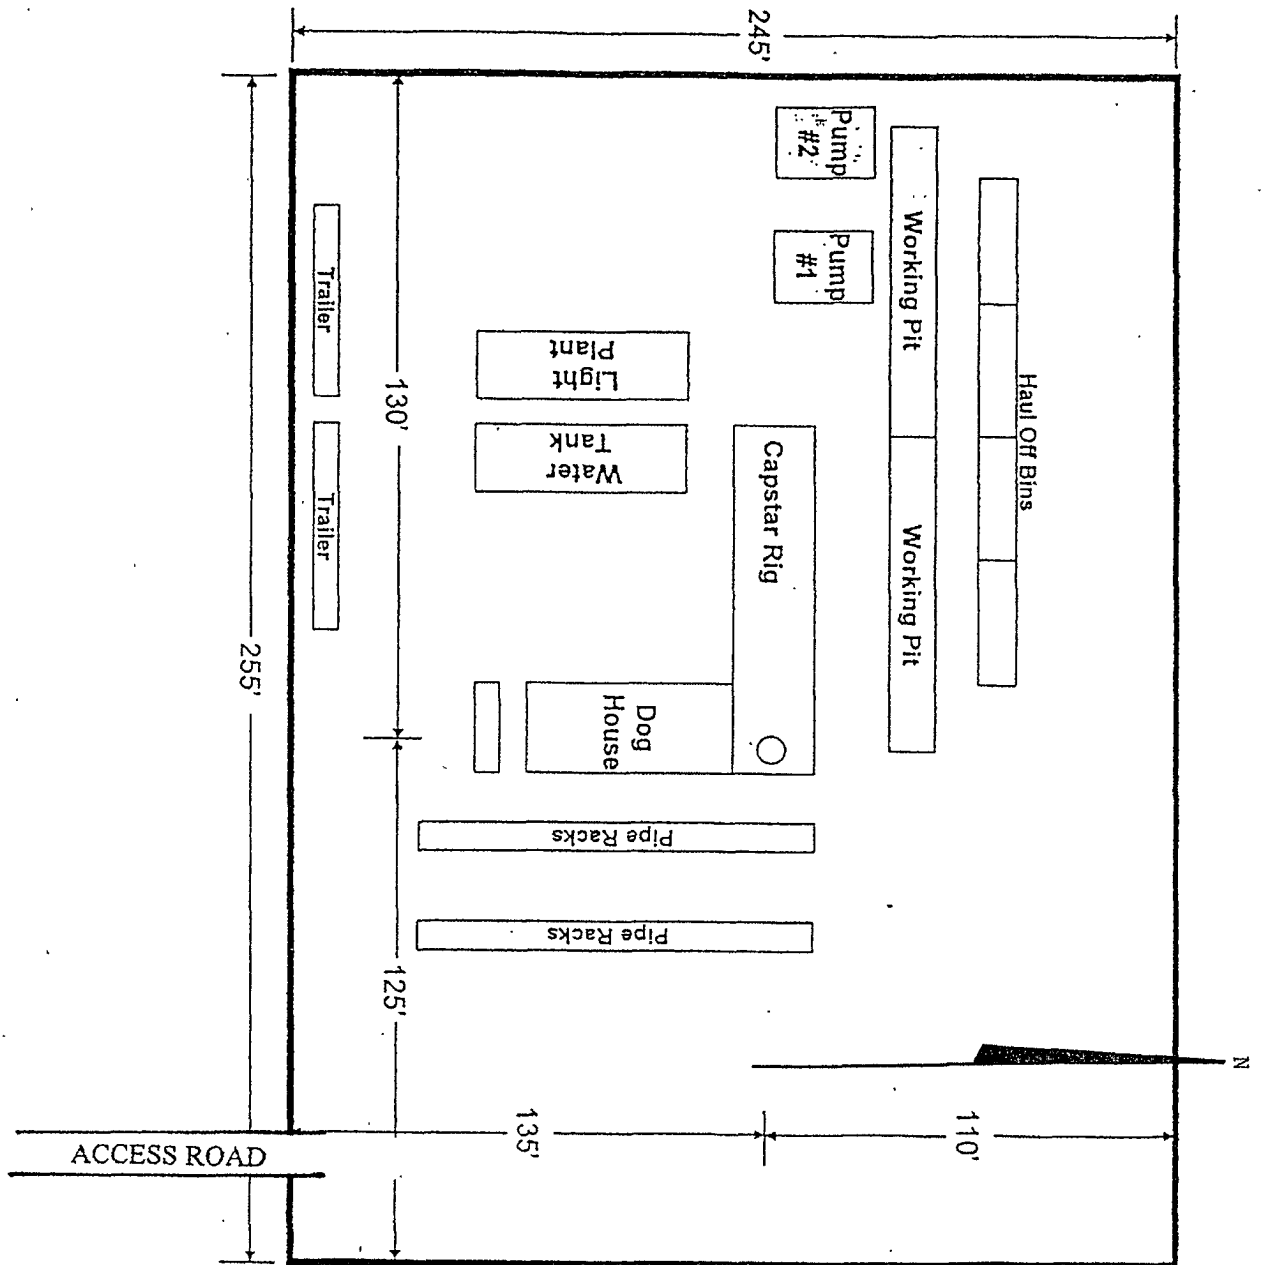 245'
Pump
#2
Pump
#1
Working Pit
Working Pit
Haul Off Bins
Trailer
Trailer
130'
Light
Plant
Water
Tank
Capstar Rig
255'
Dog
House
Pipe Racks
Pipe Racks
125'
N
135'
110'
ACCESS ROAD